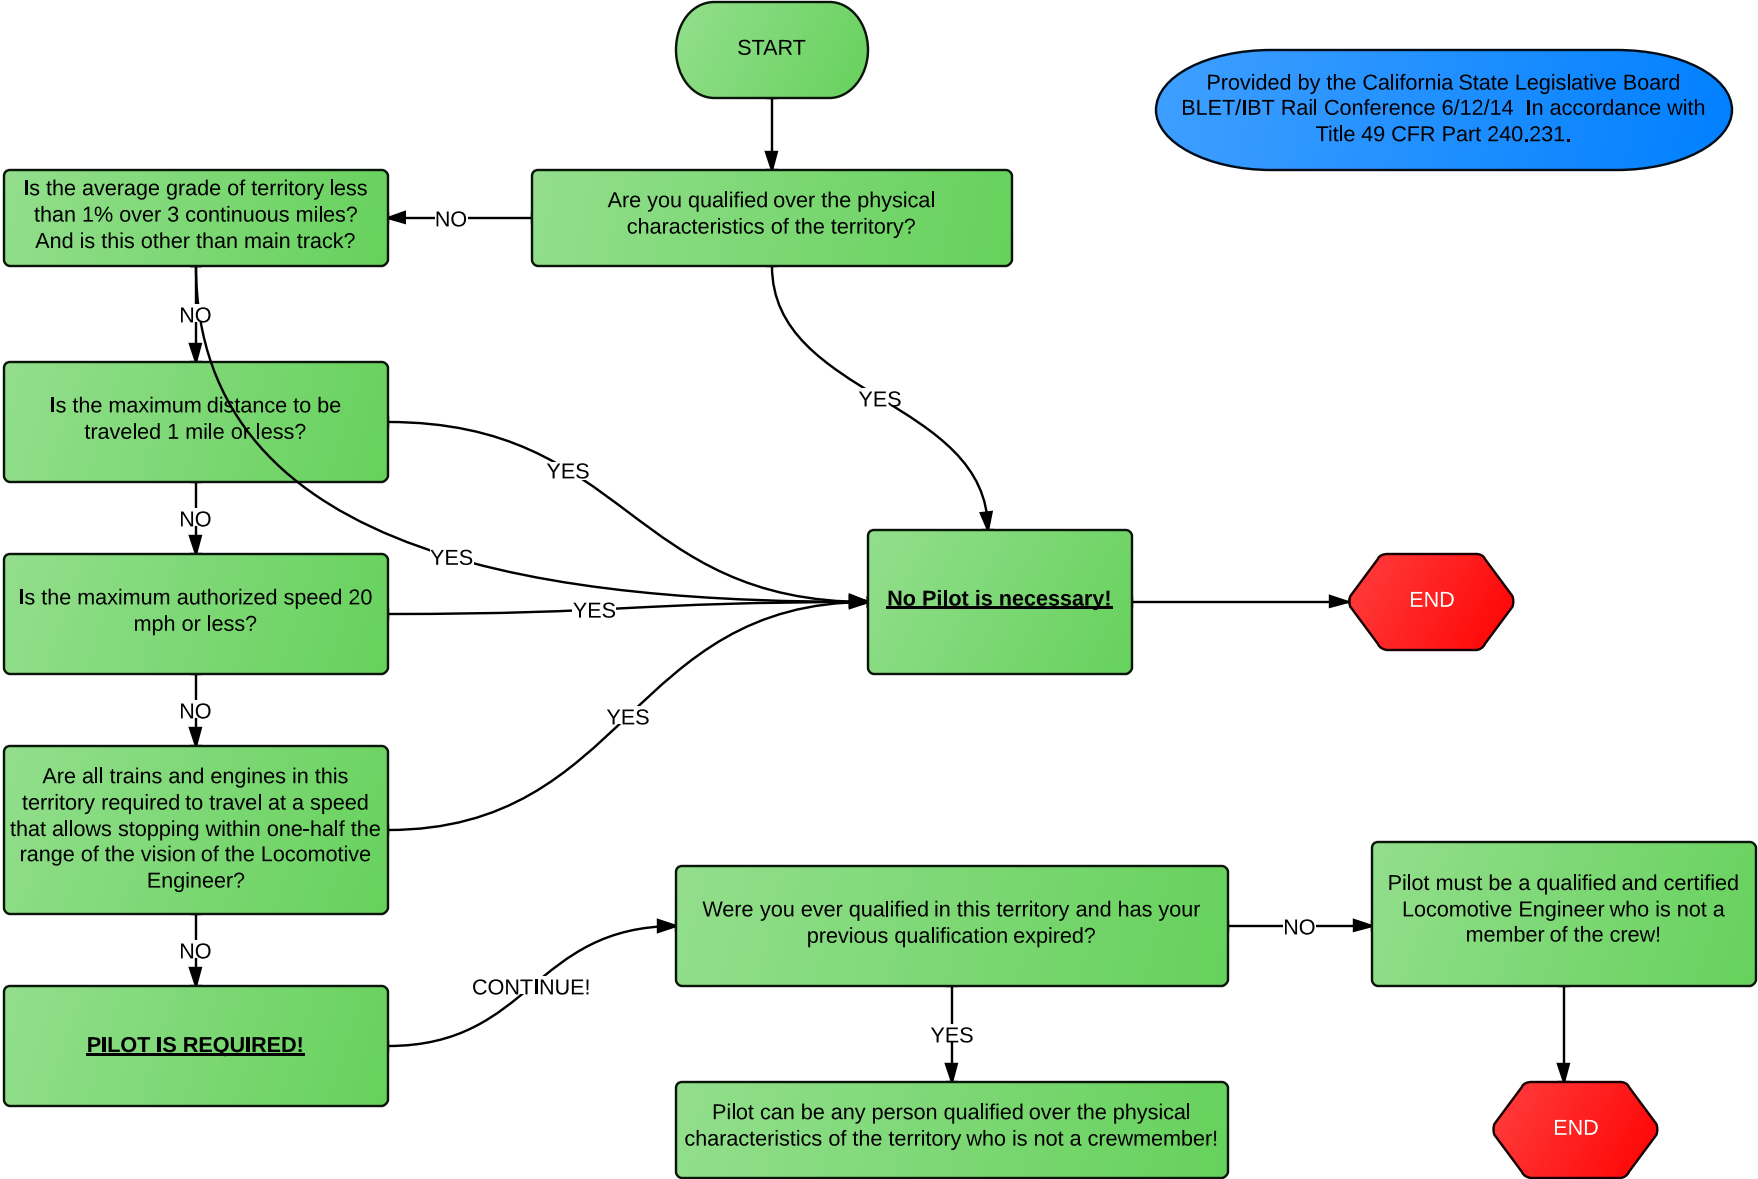 START
Provided by the California State Legislative Board
BLET/IBT Rail Conference 6/12/14  In accordance with
Title 49 CFR Part 240.231.
Are you qualified over the physical
characteristics of the territory?
NO
Is the average grade of territory less
than 1% over 3 continuous miles?
And is this other than main track?
NO
YES
Is the maximum distance to be
traveled 1 mile or less?
YES
NO
YES
Is the maximum authorized speed 20
mph or less?
YES
No Pilot is necessary!
END
NO
YES
Are all trains and engines in this
territory required to travel at a speed
that allows stopping within one-half the
range of the vision of the Locomotive
Engineer?
NO
PILOT IS REQUIRED!
CONTINUE!
Were you ever qualified in this territory and has your
previous qualification expired?
NO
Pilot must be a qualified and certified
Locomotive Engineer who is not a
member of the crew!
YES
Pilot can be any person qualified over the physical
characteristics of the territory who is not a crewmember!
END